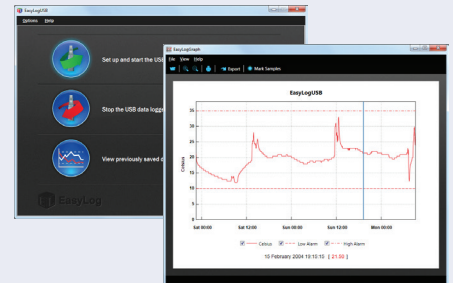 EasyLog USB
Options Help
Set up and start the USB
Stop the USB data logge
View previously saved d
EasyLog
EasyLogGraph
File View Help
Export Mark Samples
EasyLogUSB
Celsius
35
30
25
20
15
10
5
0
Sat 00:00 Sat 12:00 Sun 00:00 Sun 12:00 Mon 00:00
Celsius Low Alarm High Alarm
15 February 2004 19:15:15 [ 21.50 ]